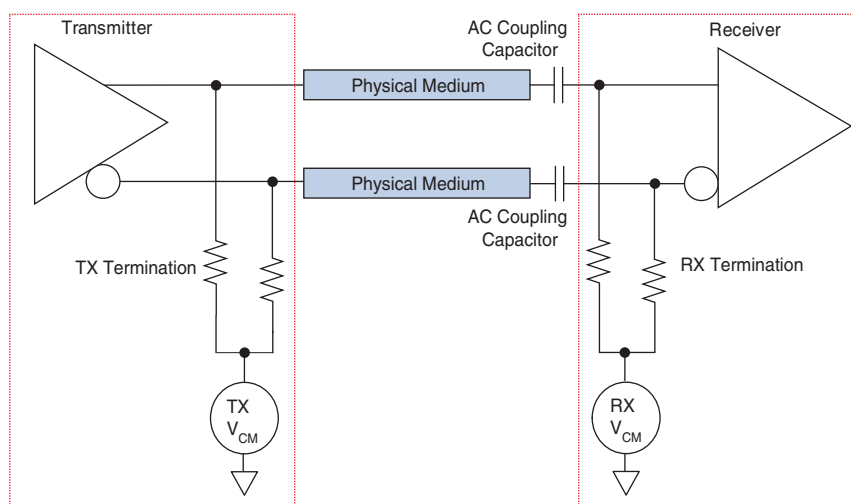 Transmitter
AC Coupling
Capacitor
Receiver
Physical Medium
Physical Medium
AC Coupling
Capacitor
TX Termination
RX Termination
TX
VCM
RX
VCM